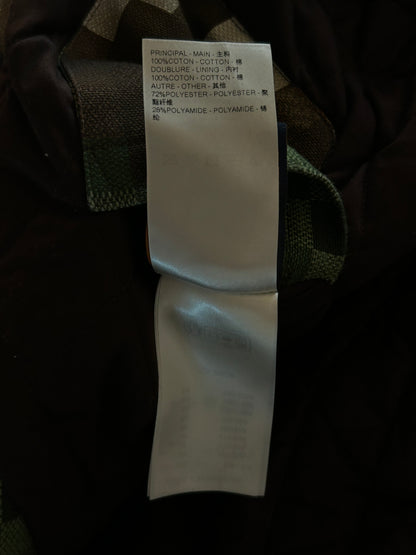 PRINCIPAL - MAIN - 主料
100%COTON - COTTON - 棉
DOUBLURE - LINING - 内衬
100%COTON - COTTON - 棉
AUTRE - OTHER - 其他
72%POLYESTER - POLYESTER - 聚
酯纤维
28%POLYAMIDE - POLYAMIDE - 锦
纶